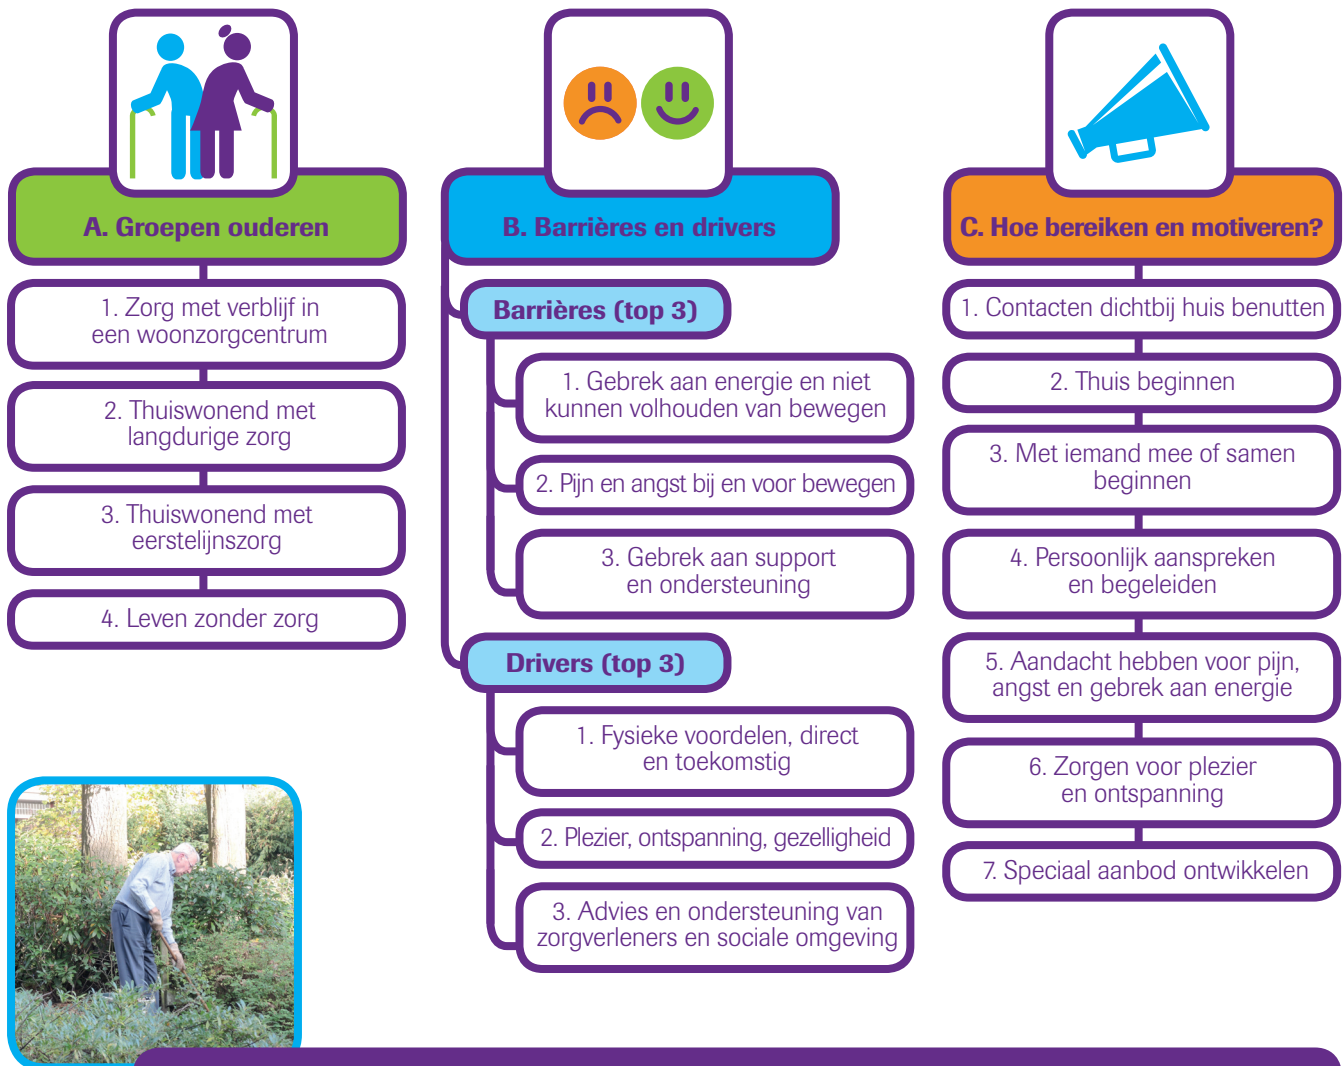 A. Groepen ouderen
1. Zorg met verblijf in
een woonzorgcentrum
2. Thuiswonend met
langdurige zorg
3. Thuiswonend met
eerstelijnszorg
4. Leven zonder zorg
B. Barrières en drivers
Barrières (top 3)
1. Gebrek aan energie en niet
kunnen volhouden van bewegen
2. Pijn en angst bij en voor bewegen
3. Gebrek aan support
en ondersteuning
Drivers (top 3)
1. Fysieke voordelen, direct
en toekomstig
2. Plezier, ontspanning, gezelligheid
3. Advies en ondersteuning van
zorgverleners en sociale omgeving
C. Hoe bereiken en motiveren?
1. Contacten dichtbij huis benutten
2. Thuis beginnen
3. Met iemand mee of samen
beginnen
4. Persoonlijk aanspreken
en begeleiden
5. Aandacht hebben voor pijn,
angst en gebrek aan energie
6. Zorgen voor plezier
en ontspanning
7. Speciaal aanbod ontwikkelen